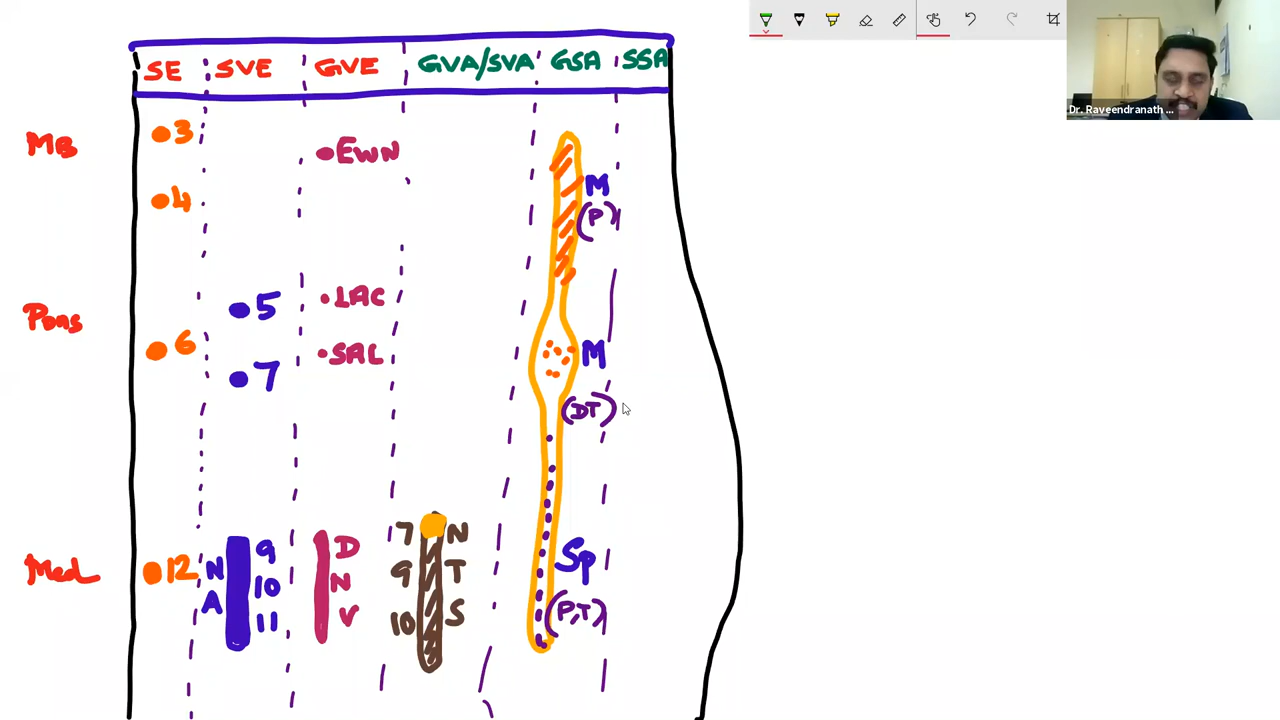 SE SVE GVE GVA/SVA GSA SSA
Dr. Raveendranath ...
MB 3 EWN
M
4 (P)
Pons 5 LAC
6 SAL M
7
(DT)
7 N
9 D
Med 12 N 10 N 9 T Sp
A 11 V 10 S (P,T)